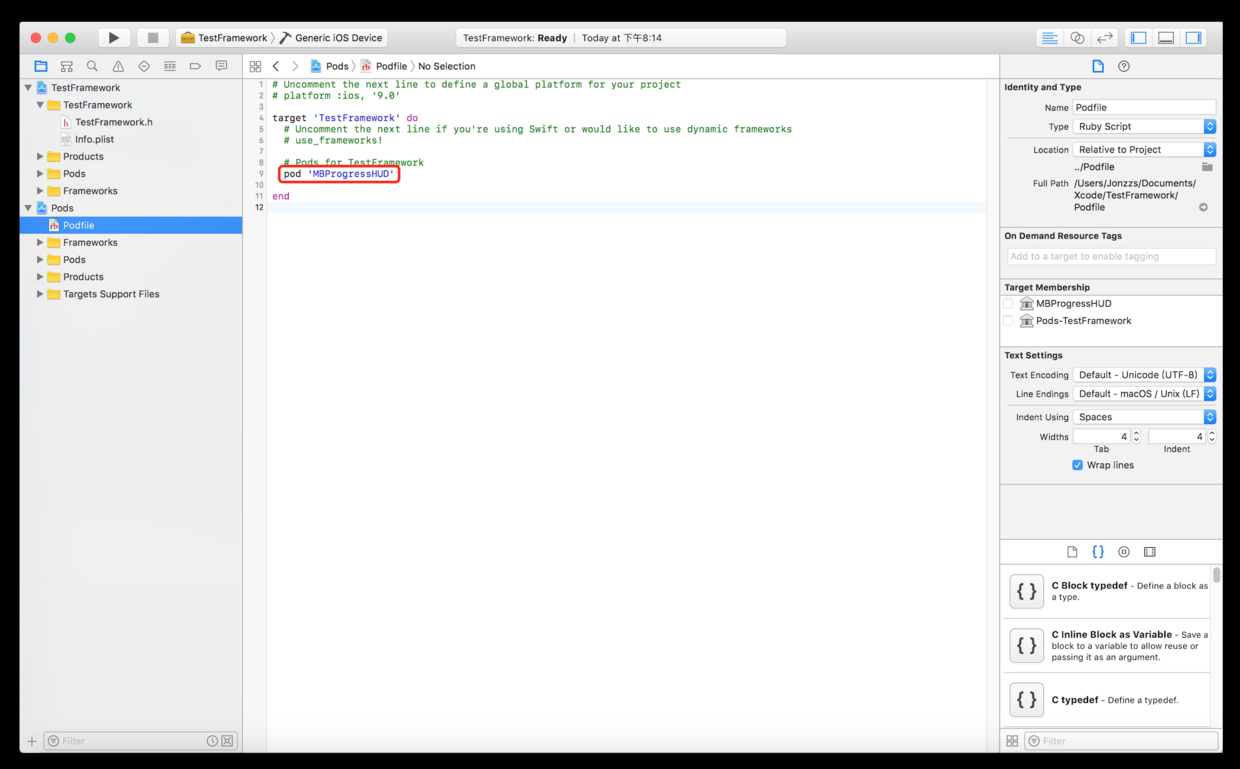 TestFramework 〉 Generic iOS Device
TestFramework: Ready | Today at 下午8:14
TestFramework
TestFramework
TestFramework.h
Info.plist
Products
Pods
Frameworks
Pods
Podfile
Frameworks
Pods
Products
Targets Support Files
Filter
Pods 〉 Podfile 〉 No Selection
1 # Uncomment the next line to define a global platform for your project
2 # platform :ios, '9.0'
3
4 target 'TestFramework' do
5 # Uncomment the next line if you're using Swift or would like to use dynamic frameworks
6 # use_frameworks!
7
8 # Pods for TestFramework
9 pod 'MBProgressHUD'
10
11 end
12
Identity and Type
Name Podfile
Type Ruby Script
Location Relative to Project
../Podfile
Full Path /Users/Jonzzs/Documents/
Xcode/TestFramework/
Podfile
On Demand Resource Tags
Add to a target to enable tagging
Target Membership
MBProgressHUD
Pods-TestFramework
Text Settings
Text Encoding Default - Unicode (UTF-8)
Line Endings Default - macOS / Unix (LF)
Indent Using Spaces
Widths 4 4
Tab Indent
Wrap lines
{ } C Block typedef - Define a block as
a type.
{ } C Inline Block as Variable - Save a
block to a variable to allow reuse or
passing it as an argument.
{ } C typedef - Define a typedef.
Filter